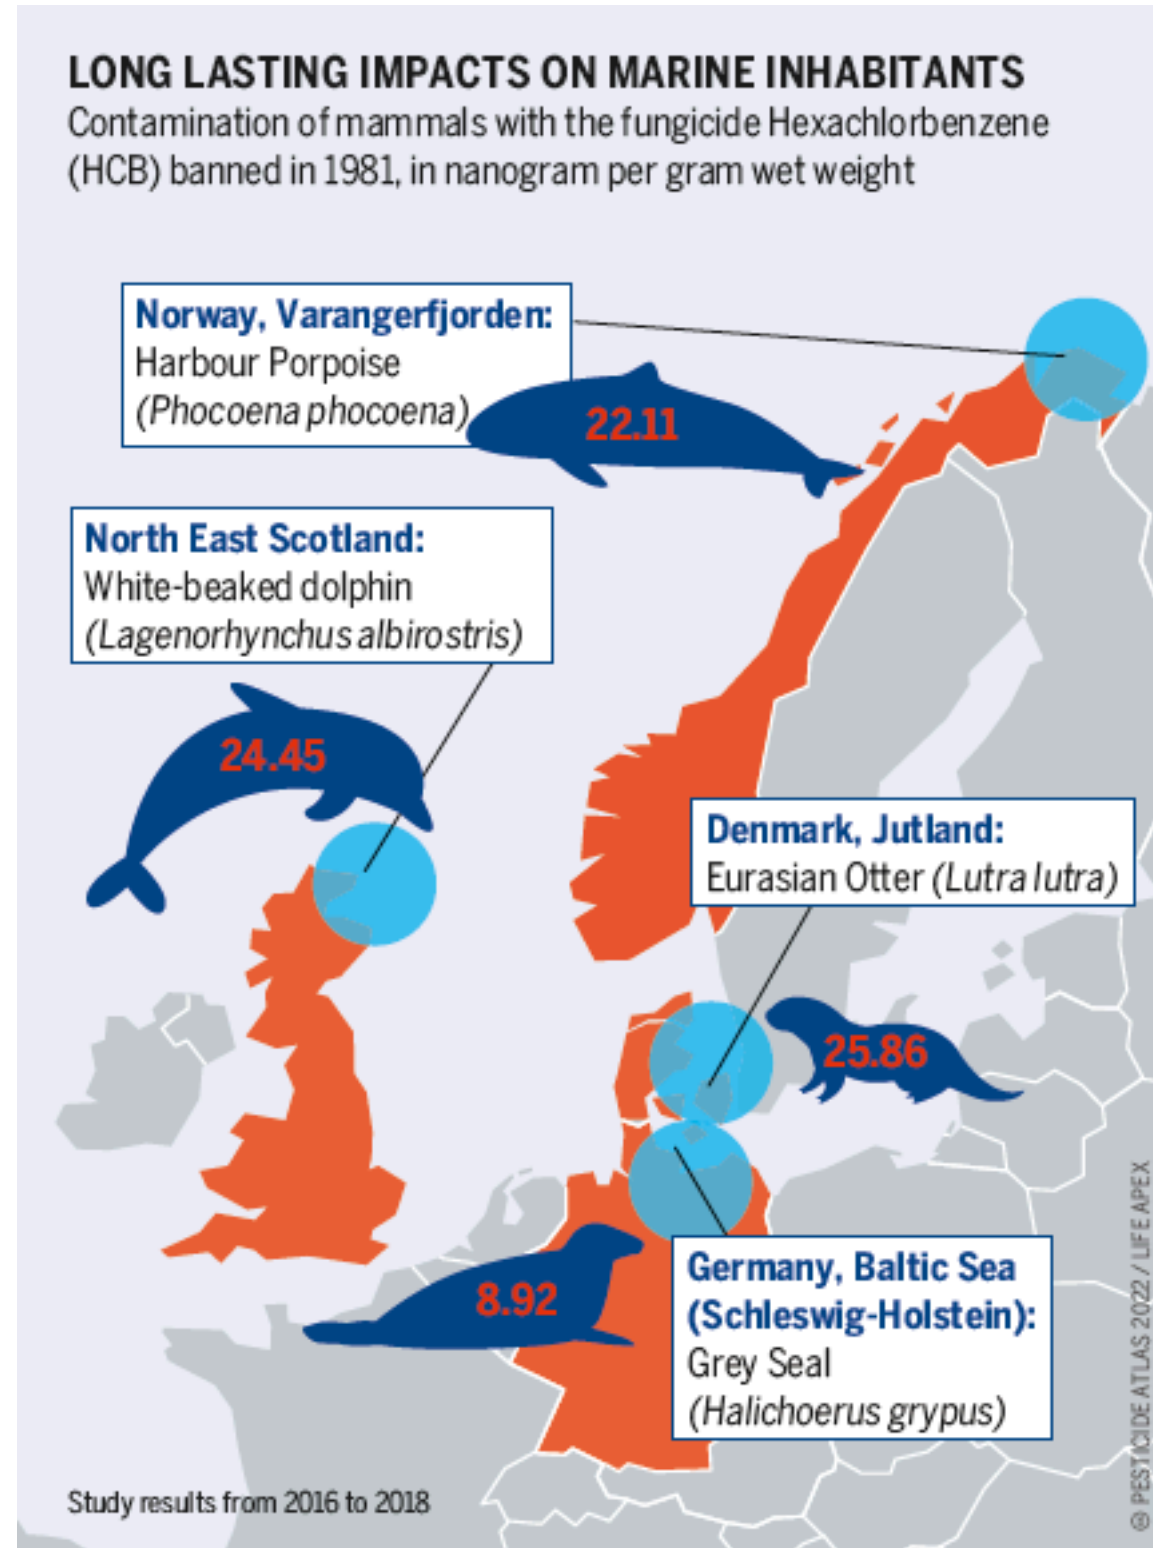 LONG LASTING IMPACTS ON MARINE INHABITANTS
Contamination of mammals with the fungicide Hexachlorbenzene
(HCB) banned in 1981, in nanogram per gram wet weight
Norway, Varangerfjorden:
Harbour Porpoise
(Phocoena phocoena)
22.11
North East Scotland:
White-beaked dolphin
(Lagenorhynchus albirostris)
24.45
Denmark, Jutland:
Eurasian Otter (Lutra lutra)
25.86
8.92
Germany, Baltic Sea
(Schleswig-Holstein):
Grey Seal
(Halichoerus grypus)
Study results from 2016 to 2018
© PESTICIDE ATLAS 2022 / LIFE APEX